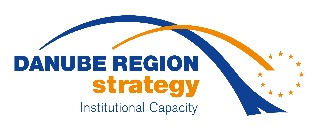 DANUBE REGION
strategy
Institutional Capacity